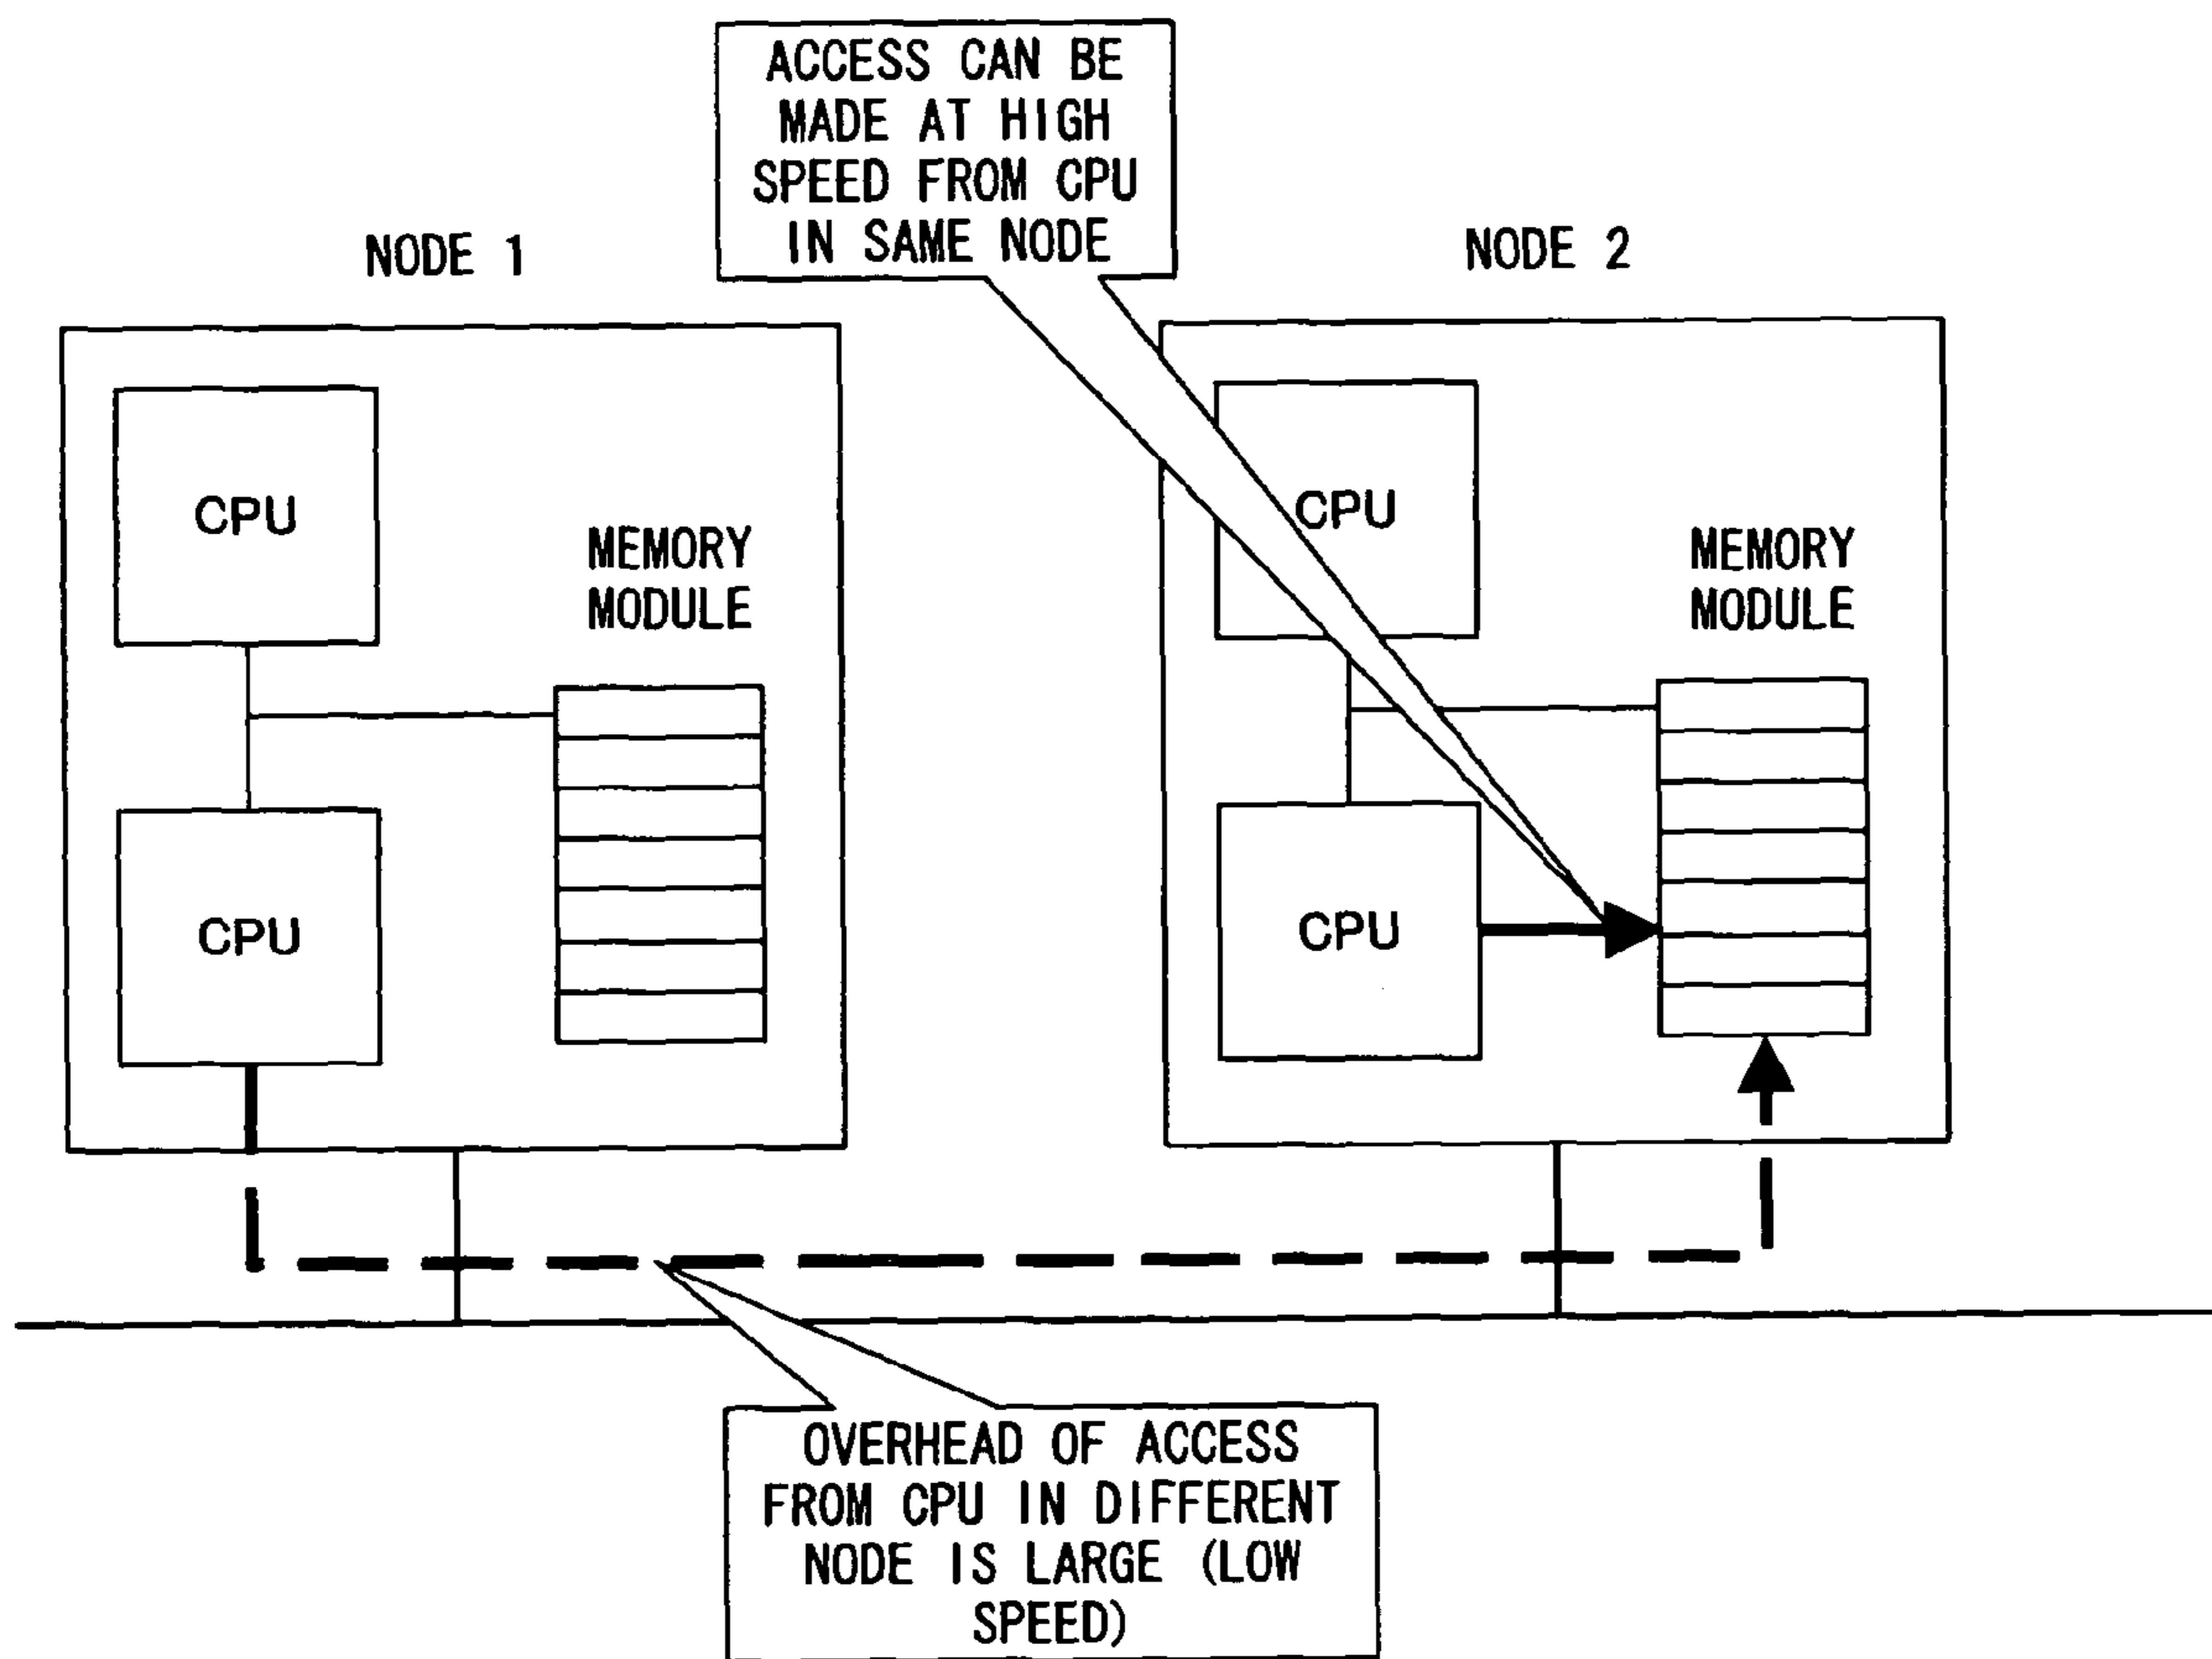 ACCESS CAN BE
MADE AT HIGH
SPEED FROM CPU
IN SAME NODE
NODE 1
NODE 2
CPU
MEMORY
MODULE
CPU
CPU
MEMORY
MODULE
CPU
OVERHEAD OF ACCESS
FROM CPU IN DIFFERENT
NODE IS LARGE (LOW
SPEED)